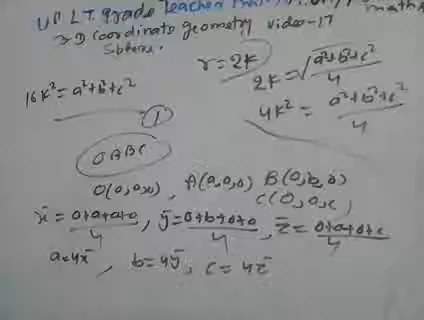 UP LT grade Teacher maths
3D Coordinate geometry video-17
Sphere.
r = 2k
2k = √(a²+b²+c²)/4
16k² = a²+b²+c²
4k² = a²+b²+c²/4
①
OABC
O(0,0,0), A(a,0,0) B(0,b,0)
C(0,0,c)
x̄ = 0+a+0+0/4, ȳ = 0+b+0+0/4, z̄ = 0+0+0+c/4
a=4x̄, b=4ȳ, c=4z̄